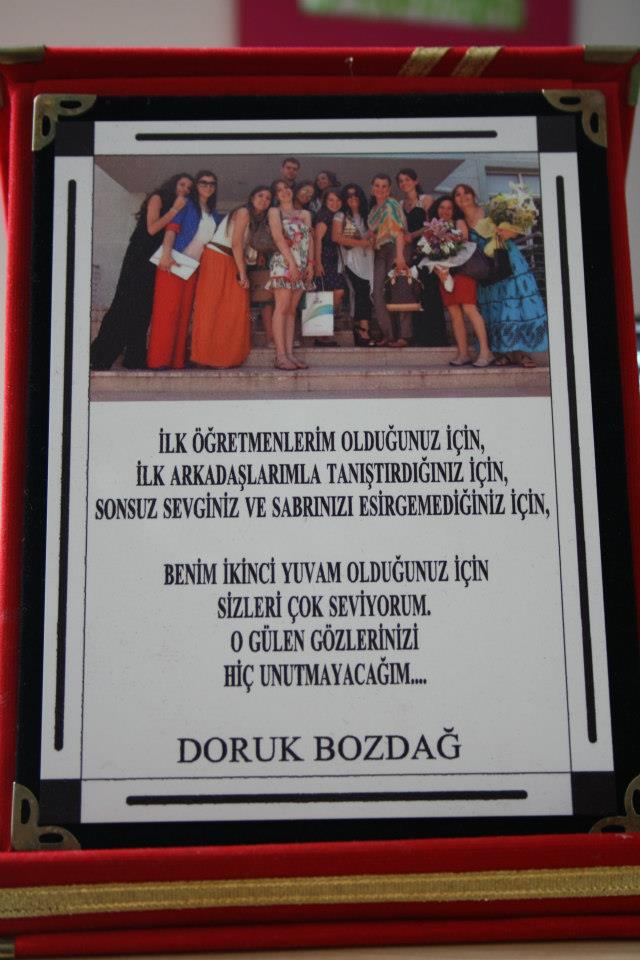 İLK ÖĞRETMENLERİM OLDUĞUNUZ İÇİN,
İLK ARKADAŞLARIMLA TANIŞTIRDIĞINIZ İÇİN,
SONSUZ SEVGİNİZ VE SABRINIZI ESİRGEMEDİĞİNİZ İÇİN,
BENİM İKİNCİ YUVAM OLDUĞUNUZ İÇİN
SİZLERİ ÇOK SEVİYORUM.
O GÜLEN GÖZLERİNİZİ
HİÇ UNUTMAYACAĞIM....
DORUK BOZDAĞ